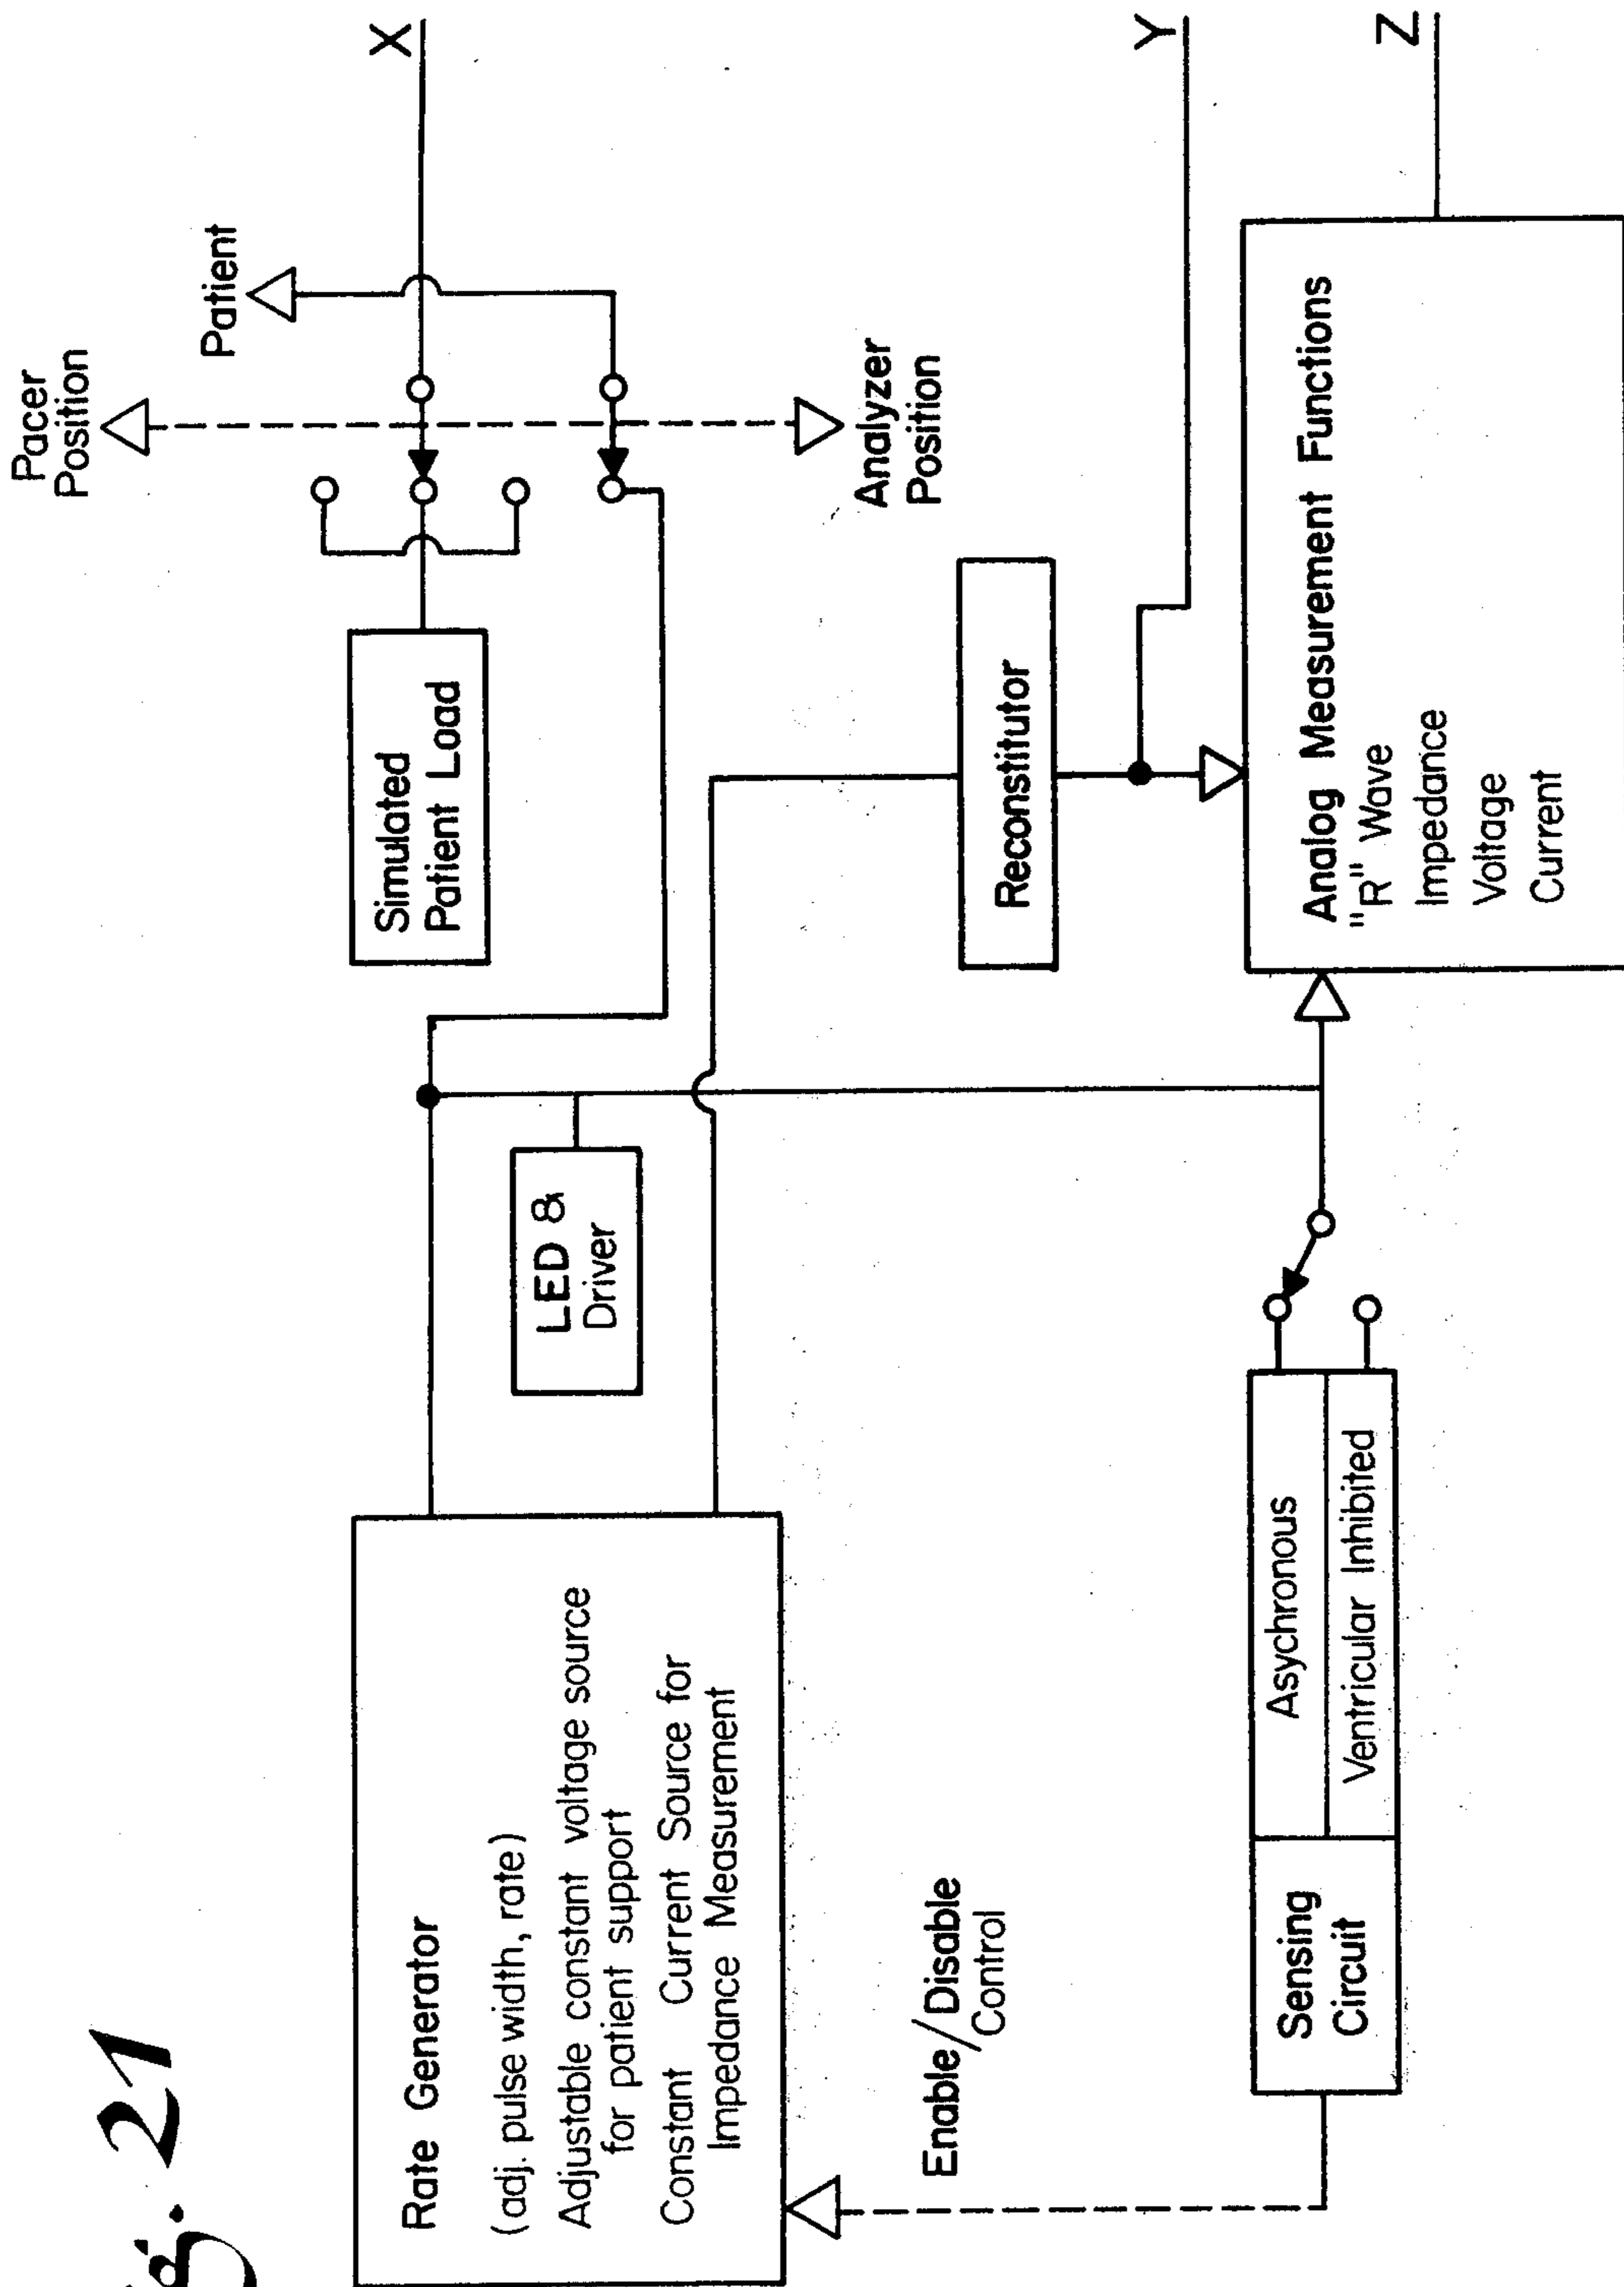 21
Rate Generator
(adj. pulse width, rate)
Adjustable constant voltage source
for patient support
Constant Current Source for
Impedance Measurement
LED &
Driver
Simulated
Patient Load
Pacer
Position
Patient
X
Analyzer
Position
Enable/Disable
Control
Reconstitutor
Y
Sensing
Circuit
Asychronous
Ventricular Inhibited
Analog Measurement Functions
"R" Wave
Impedance
Voltage
Current
Z